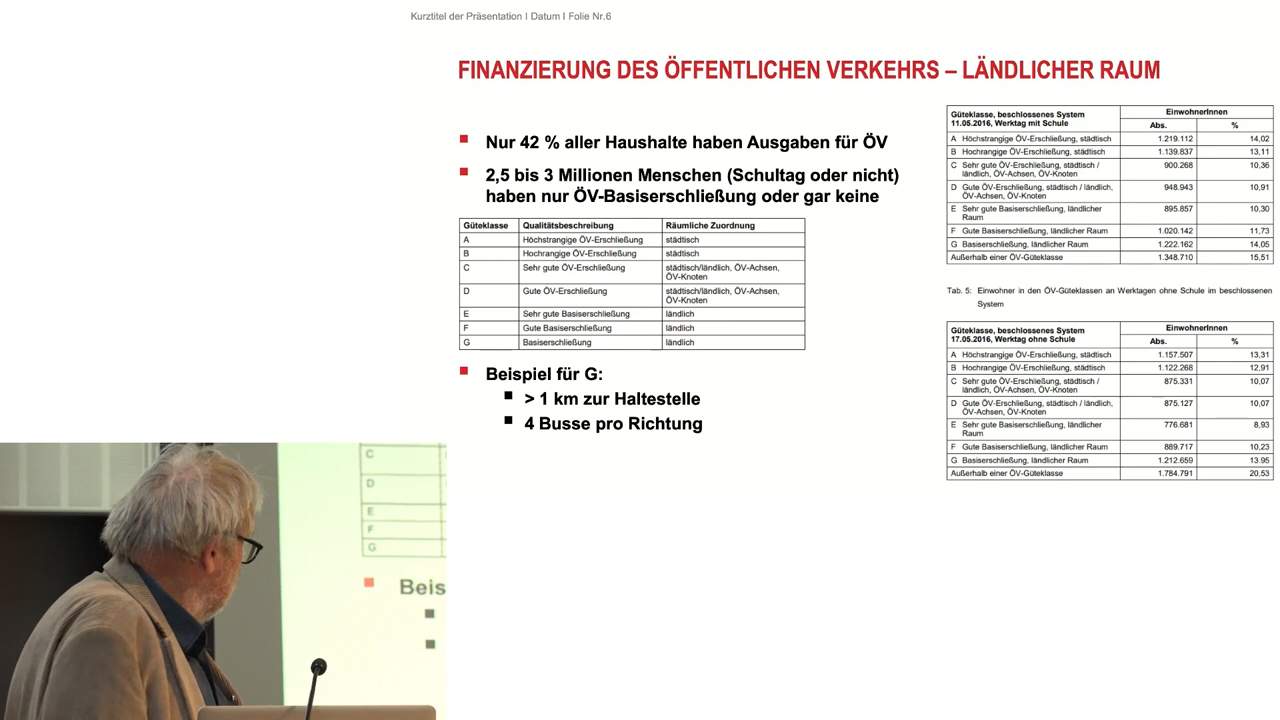 Kurztitel der Präsentation I Datum I Folie Nr.6
FINANZIERUNG DES ÖFFENTLICHEN VERKEHRS – LÄNDLICHER RAUM
Nur 42 % aller Haushalte haben Ausgaben für ÖV
2,5 bis 3 Millionen Menschen (Schultag oder nicht)
haben nur ÖV-Basiserschließung oder gar keine
Güteklasse Qualitätsbeschreibung Räumliche Zuordnung
A Höchstrangige ÖV-Erschließung städtisch
B Hochrangige ÖV-Erschließung städtisch
C Sehr gute ÖV-Erschließung städtisch/ländlich, ÖV-Achsen,
ÖV-Knoten
D Gute ÖV-Erschließung städtisch/ländlich, ÖV-Achsen,
ÖV-Knoten
E Sehr gute Basiserschließung ländlich
F Gute Basiserschließung ländlich
G Basiserschließung ländlich
Beispiel für G:
> 1 km zur Haltestelle
4 Busse pro Richtung
Güteklasse, beschlossenes System EinwohnerInnen
11.05.2016, Werktag mit Schule Abs. %
A Höchstrangige ÖV-Erschließung, städtisch 1.219.112 14,02
B Hochrangige ÖV-Erschließung, städtisch 1.139.837 13,11
C Sehr gute ÖV-Erschließung, städtisch / 900.268 10,36
ländlich, ÖV-Achsen, ÖV-Knoten
D Gute ÖV-Erschließung, städtisch / ländlich, 948.943 10,91
ÖV-Achsen, ÖV-Knoten
E Sehr gute Basiserschließung, ländlicher 895.857 10,30
Raum
F Gute Basiserschließung, ländlicher Raum 1.020.142 11,73
G Basiserschließung, ländlicher Raum 1.222.162 14,05
Außerhalb einer ÖV-Güteklasse 1.348.710 15,51
Tab. 5: Einwohner in den ÖV-Güteklassen an Werktagen ohne Schule im beschlossenen
System
Güteklasse, beschlossenes System EinwohnerInnen
17.05.2016, Werktag ohne Schule Abs. %
A Höchstrangige ÖV-Erschließung, städtisch 1.157.507 13,31
B Hochrangige ÖV-Erschließung, städtisch 1.122.268 12,91
C Sehr gute ÖV-Erschließung, städtisch / 875.331 10,07
ländlich, ÖV-Achsen, ÖV-Knoten
D Gute ÖV-Erschließung, städtisch / ländlich, 875.127 10,07
ÖV-Achsen, ÖV-Knoten
E Sehr gute Basiserschließung, ländlicher 776.681 8,93
Raum
F Gute Basiserschließung, ländlicher Raum 889.717 10,23
G Basiserschließung, ländlicher Raum 1.212.659 13.95
Außerhalb einer ÖV-Güteklasse 1.784.791 20,53
C
D
E
F
G
Beis